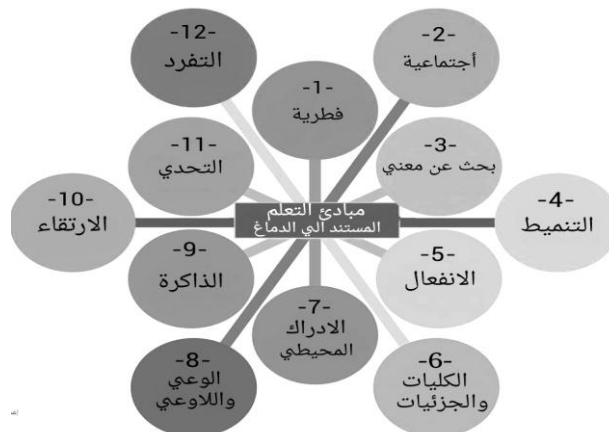 مبادئ التعلم
المستند الي الدماغ
-1-
فطرية
-2-
أجتماعية
-3-
بحث عن معني
-4-
التنميط
-5-
الانفعال
-6-
الكليات
والجزئيات
-7-
الادراك
المحيطي
-8-
الوعي
واللاوعي
-9-
الذاكرة
-10-
الارتقاء
-11-
التحدي
-12-
التفرد